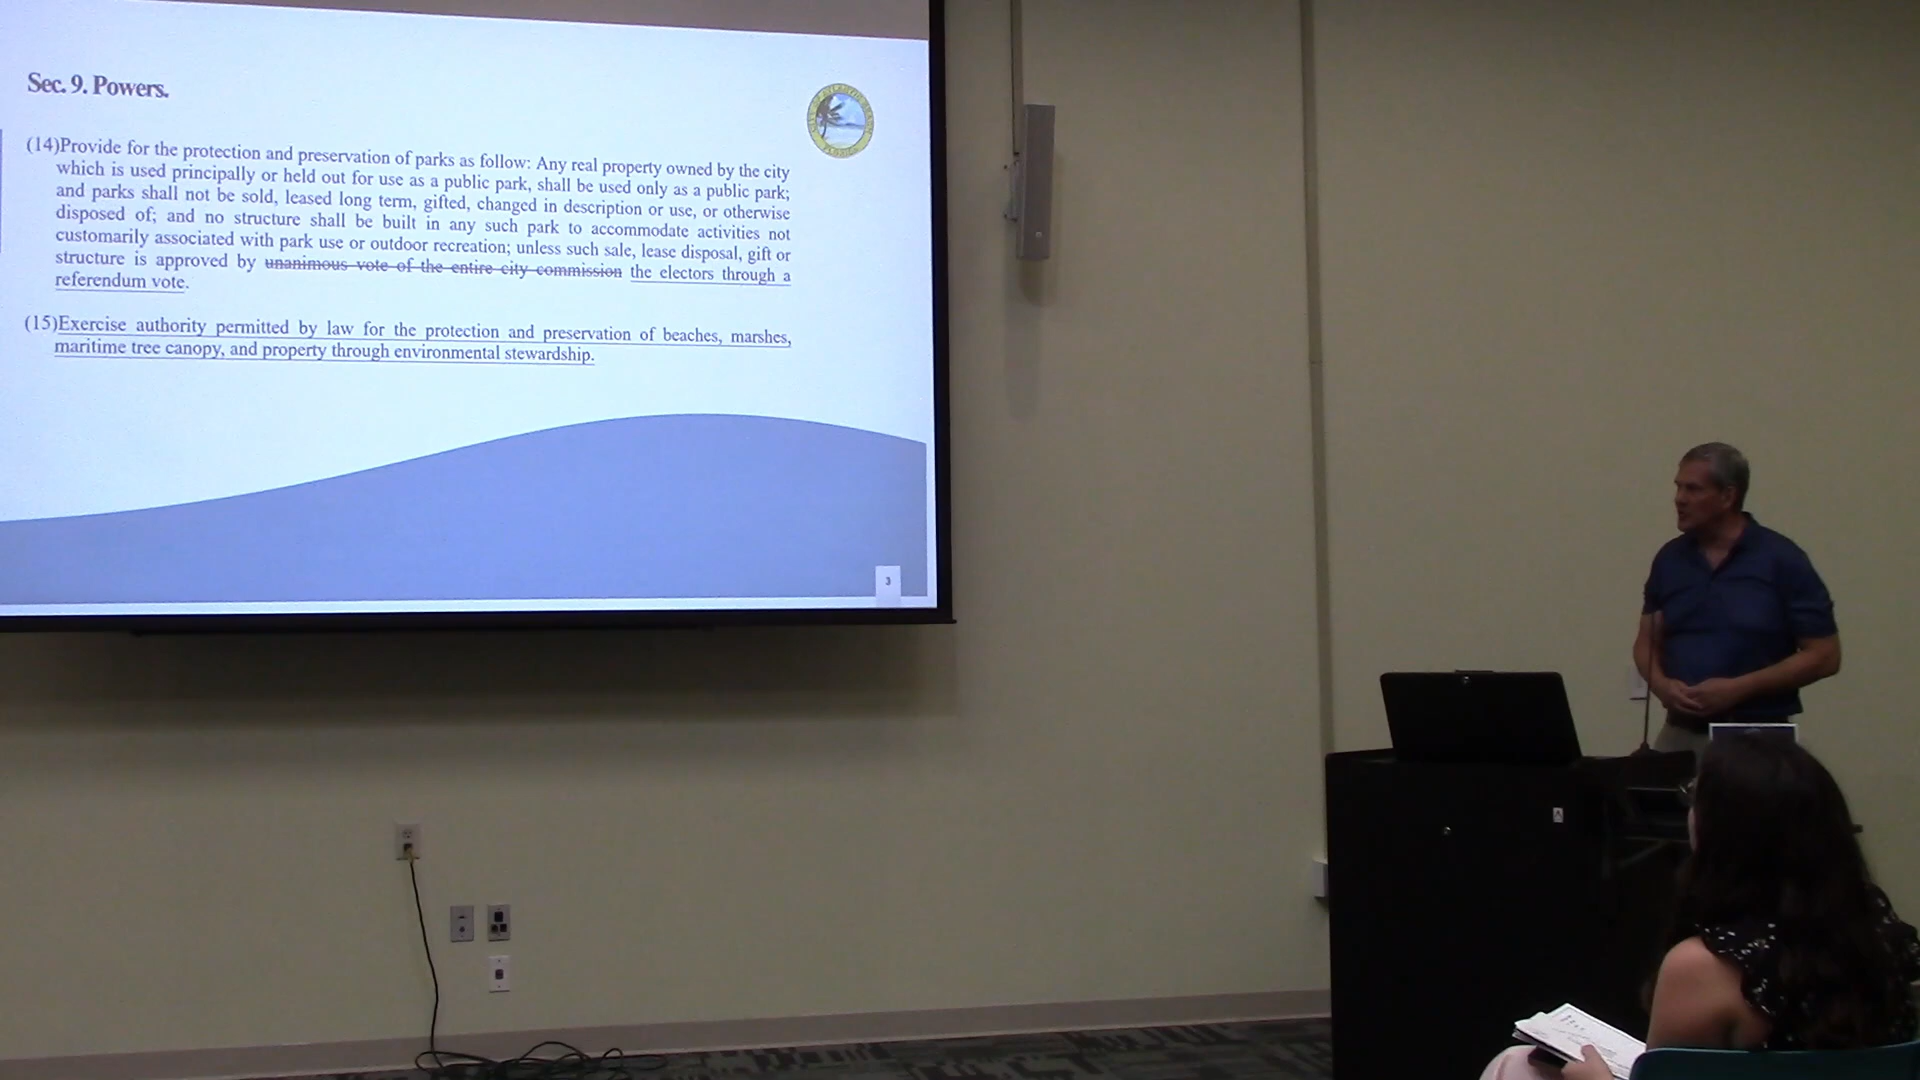 Sec. 9. Powers.
(14)Provide for the protection and preservation of parks as follow: Any real property owned by the city
which is used principally or held out for use as a public park, shall be used only as a public park;
and parks shall not be sold, leased long term, gifted, changed in description or use, or otherwise
disposed of; and no structure shall be built in any such park to accommodate activities not
customarily associated with park use or outdoor recreation; unless such sale, lease disposal, gift or
structure is approved by unanimous vote of the entire city commission the electors through a
referendum vote.
(15)Exercise authority permitted by law for the protection and preservation of beaches, marshes,
maritime tree canopy, and property through environmental stewardship.
3